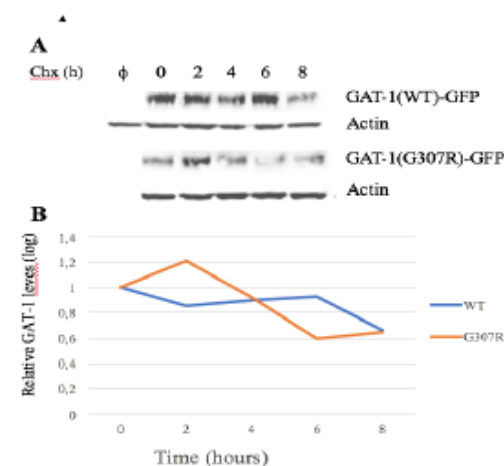 A
Chx (h) ϕ 0 2 4 6 8
GAT-1(WT)-GFP
Actin
GAT-1(G307R)-GFP
Actin
B
Relative GAT-1 leves (log)
1,4
1,2
1
0,8
0,6
0,4
0,2
0
0 2 4 6 8
Time (hours)
WT
G307R